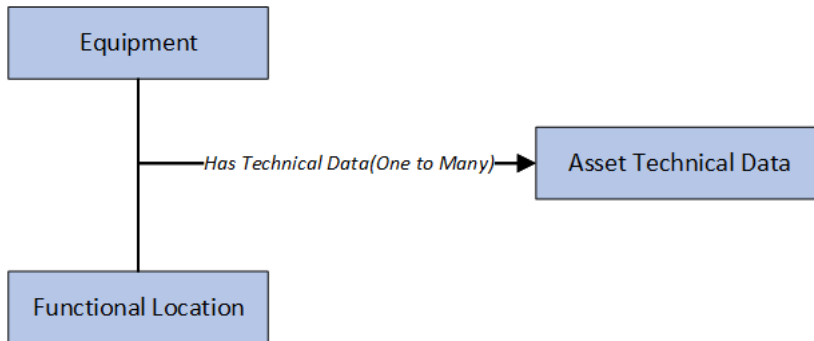 Equipment
Has Technical Data(One to Many)
Asset Technical Data
Functional Location